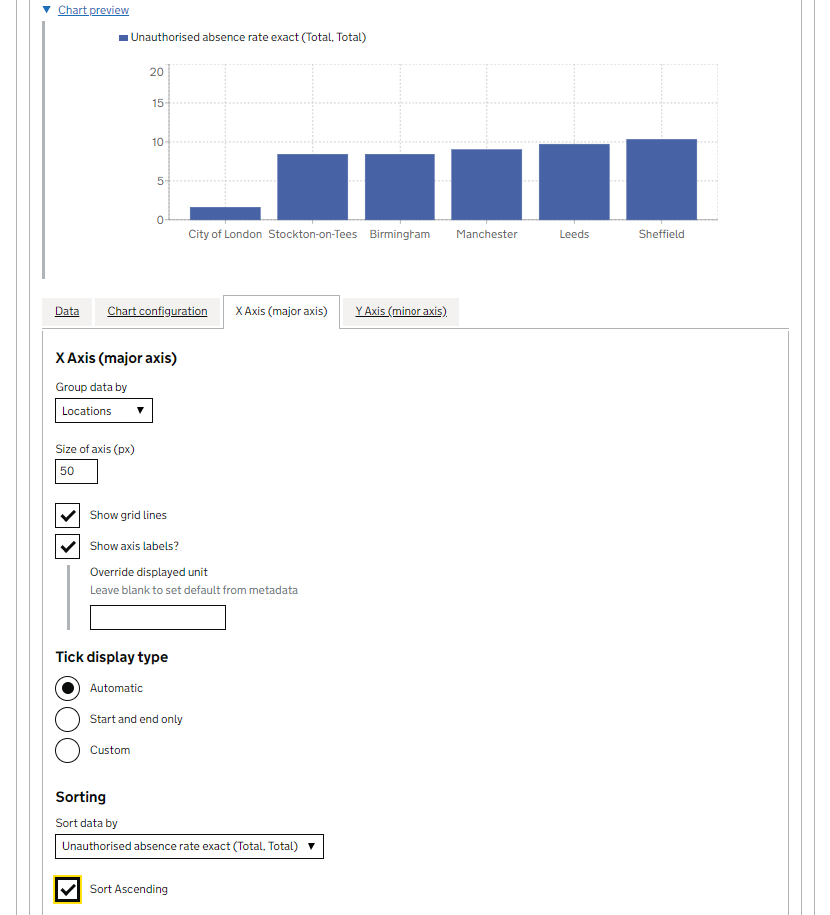 Chart preview
Unauthorised absence rate exact (Total, Total)
20
15
10
5
0
City of London Stockton-on-Tees Birmingham Manchester Leeds Sheffield
Data Chart configuration X Axis (major axis) Y Axis (minor axis)
X Axis (major axis)
Group data by
Locations
Size of axis (px)
50
Show grid lines
Show axis labels?
Override displayed unit
Leave blank to set default from metadata
Tick display type
Automatic
Start and end only
Custom
Sorting
Sort data by
Unauthorised absence rate exact (Total, Total)
Sort Ascending